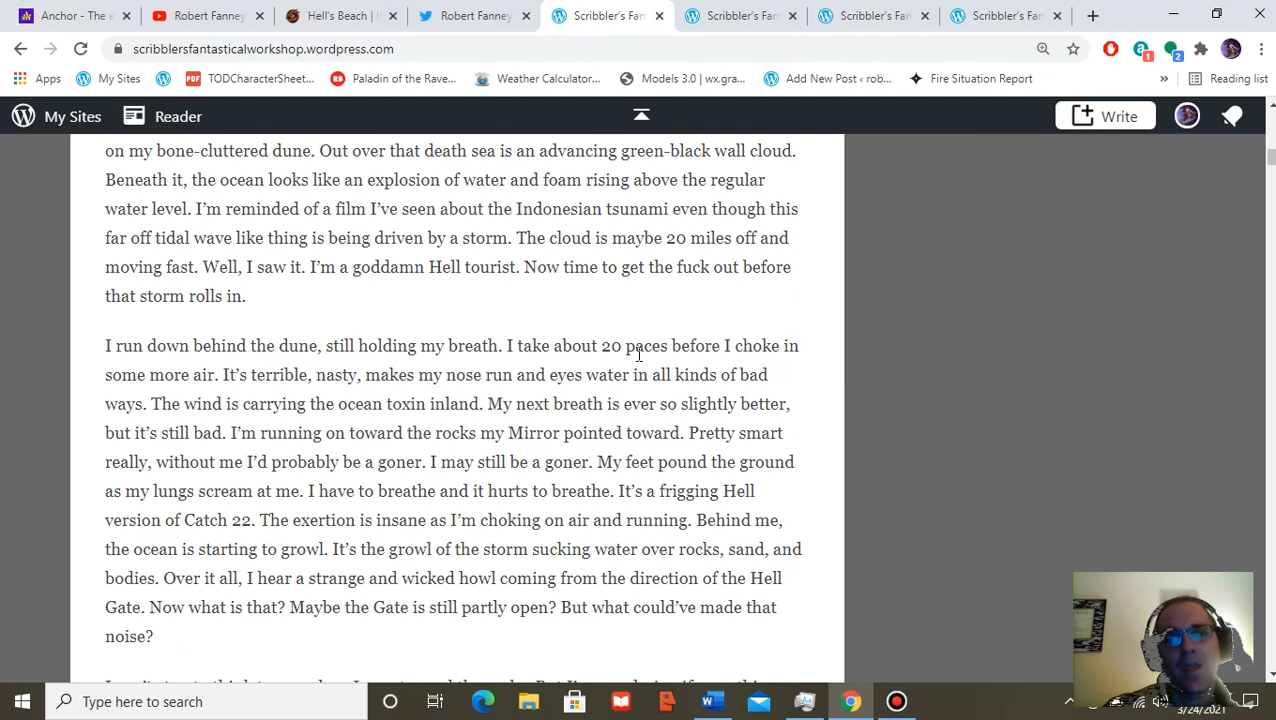 Anchor - The e
Robert Fanney
Hell's Beach | I
Robert Fanney
Scribbler's Fan
Scribbler's Fan
Scribbler's Fan
Scribbler's Fan
scribblersfantasticalworkshop.wordpress.com
1
2
Apps
My Sites
TODCharacterSheet...
Paladin of the Rave...
Weather Calculator...
Models 3.0 | wx.gra...
Add New Post ‹ rob...
Fire Situation Report
»
Reading list
My Sites
Reader
Write
on my bone-cluttered dune. Out over that death sea is an advancing green-black wall cloud.
Beneath it, the ocean looks like an explosion of water and foam rising above the regular
water level. I’m reminded of a film I’ve seen about the Indonesian tsunami even though this
far off tidal wave like thing is being driven by a storm. The cloud is maybe 20 miles off and
moving fast. Well, I saw it. I’m a goddamn Hell tourist. Now time to get the fuck out before
that storm rolls in.
I run down behind the dune, still holding my breath. I take about 20 paces before I choke in
some more air. It’s terrible, nasty, makes my nose run and eyes water in all kinds of bad
ways. The wind is carrying the ocean toxin inland. My next breath is ever so slightly better,
but it’s still bad. I’m running on toward the rocks my Mirror pointed toward. Pretty smart
really, without me I’d probably be a goner. I may still be a goner. My feet pound the ground
as my lungs scream at me. I have to breathe and it hurts to breathe. It’s a frigging Hell
version of Catch 22. The exertion is insane as I’m choking on air and running. Behind me,
the ocean is starting to growl. It’s the growl of the storm sucking water over rocks, sand, and
bodies. Over it all, I hear a strange and wicked howl coming from the direction of the Hell
Gate. Now what is that? Maybe the Gate is still partly open? But what could’ve made that
noise?
Type here to search
3/24/2021